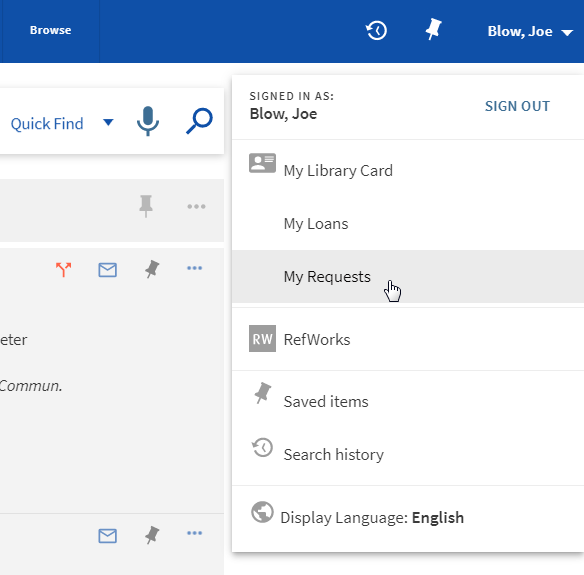 Browse
Blow, Joe
Quick Find
SIGNED IN AS:
Blow, Joe
SIGN OUT
My Library Card
My Loans
My Requests
eter
Commun.
RW RefWorks
Saved items
Search history
Display Language: English